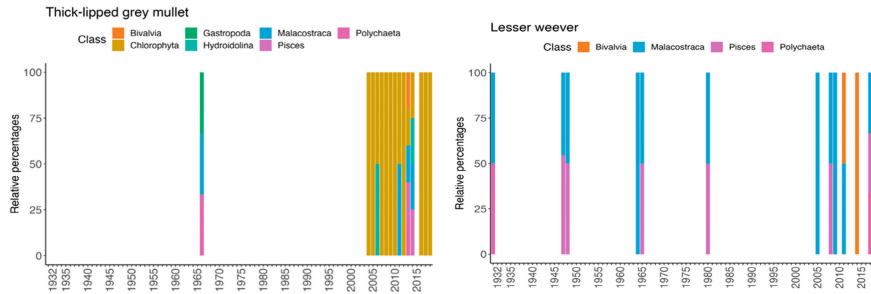 Thick-lipped grey mullet
Class
Bivalvia Gastropoda Malacostraca Polychaeta
Chlorophyta Hydroidolina Pisces
Relative percentages
100
75
50
25
0
1932 1935 1940 1945 1950 1955 1960 1965 1970 1975 1980 1985 1990 1995 2000 2005 2010 2015
Lesser weever
Class Bivalvia Malacostraca Pisces Polychaeta
Relative percentages
100
75
50
25
0
1932 1935 1940 1945 1950 1955 1960 1965 1970 1975 1980 1985 1990 1995 2000 2005 2010 2015